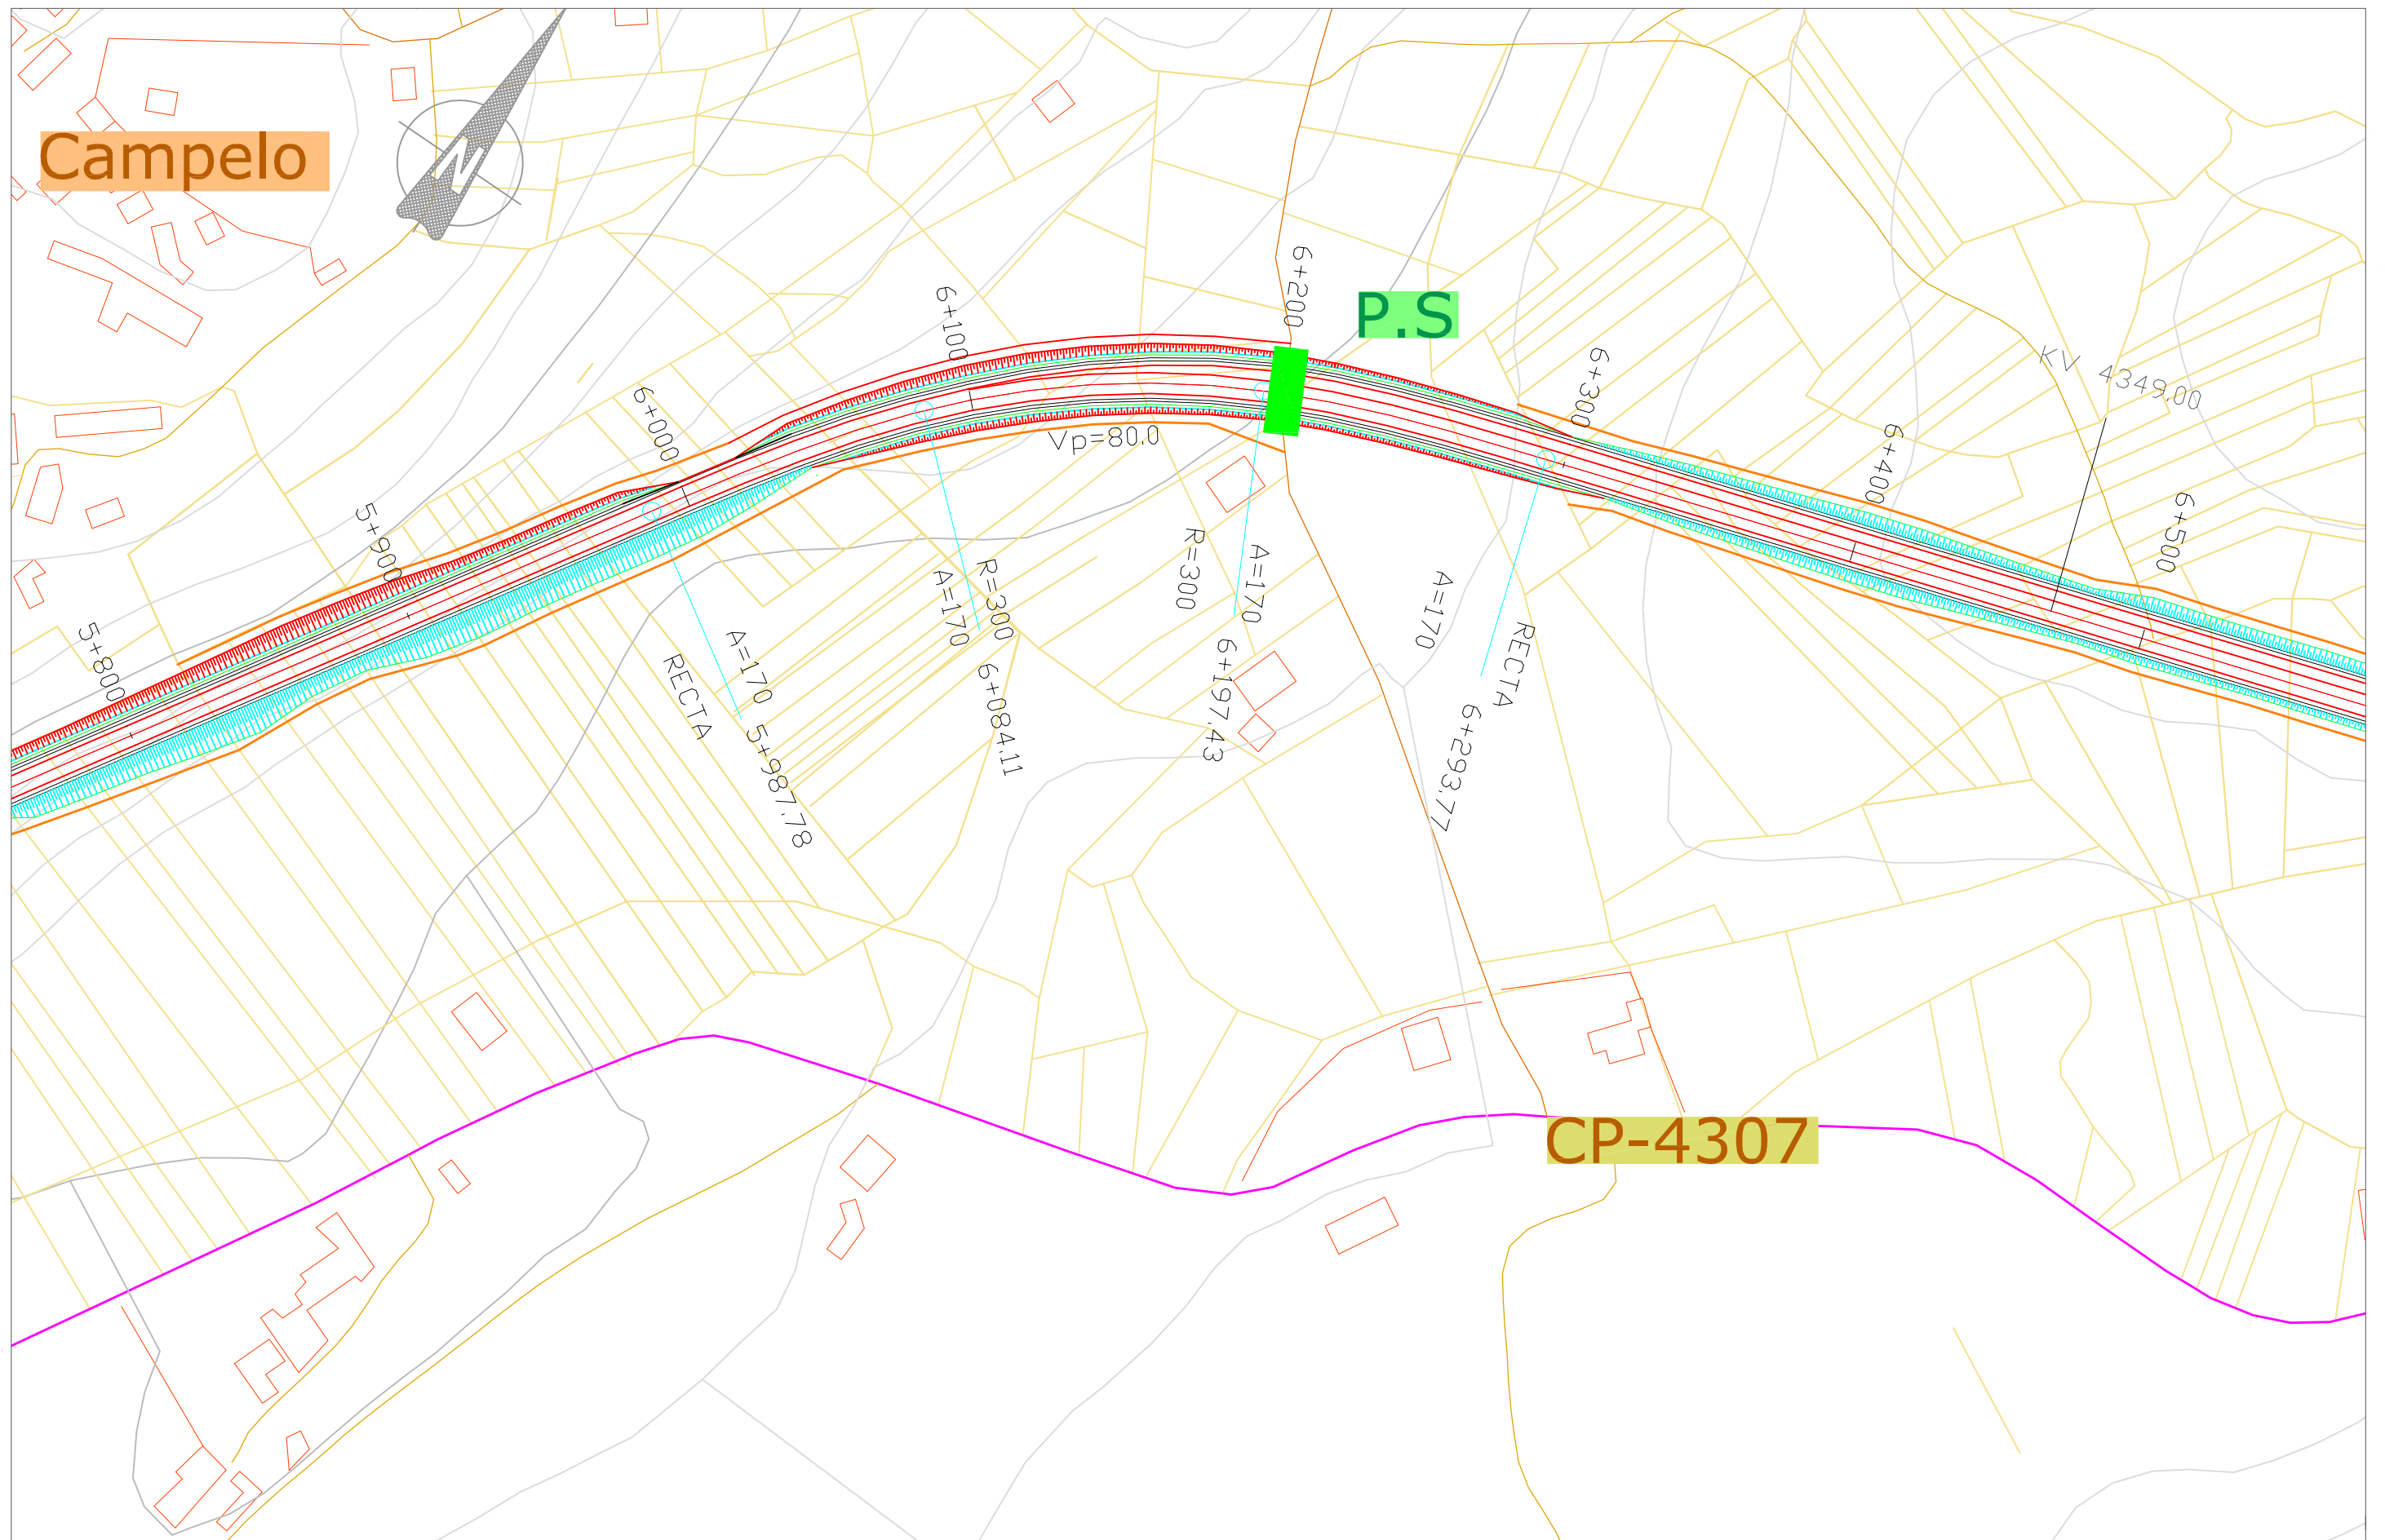 Campelo
N
6+200
P.S
6+100
6+300
KV 4349.00
6+000
6+400
Vp=80.0
5+900
6+500
5+800
R=300
A=170
R=300
A=170
A=170
RECTA
A=170
RECTA
6+197.43
6+084.11
5+987.78
6+293.77
CP-4307